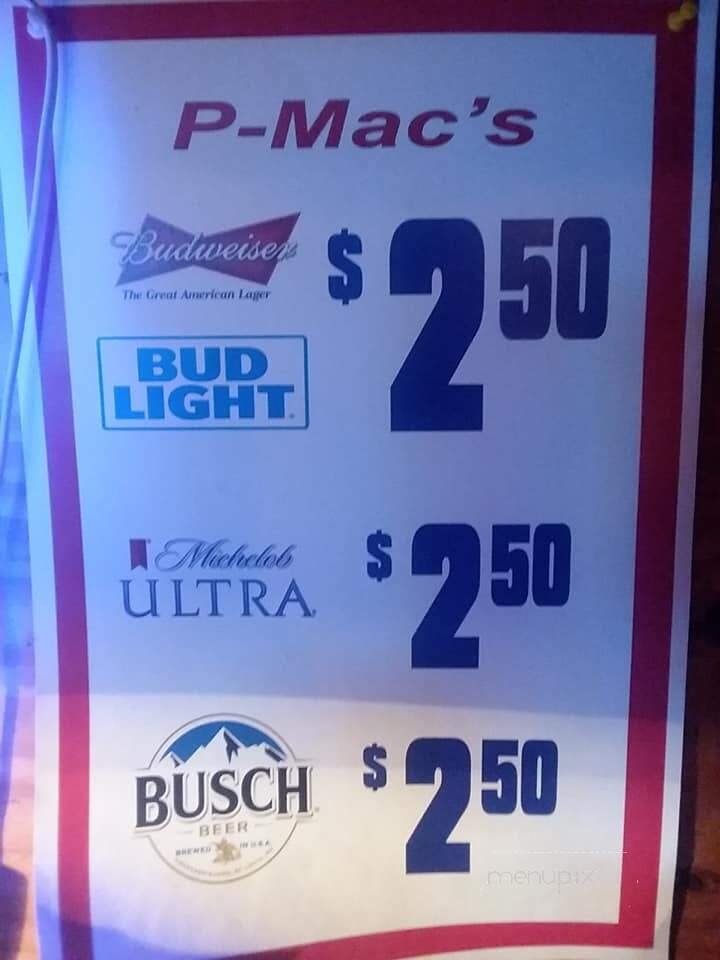 P-Mac's
Budweiser
The Great American Lager
$2.50
BUD
LIGHT
Michelob
ULTRA
$2.50
BUSCH
BEER
BREWED IN U.S.A.
$2.50
menupix